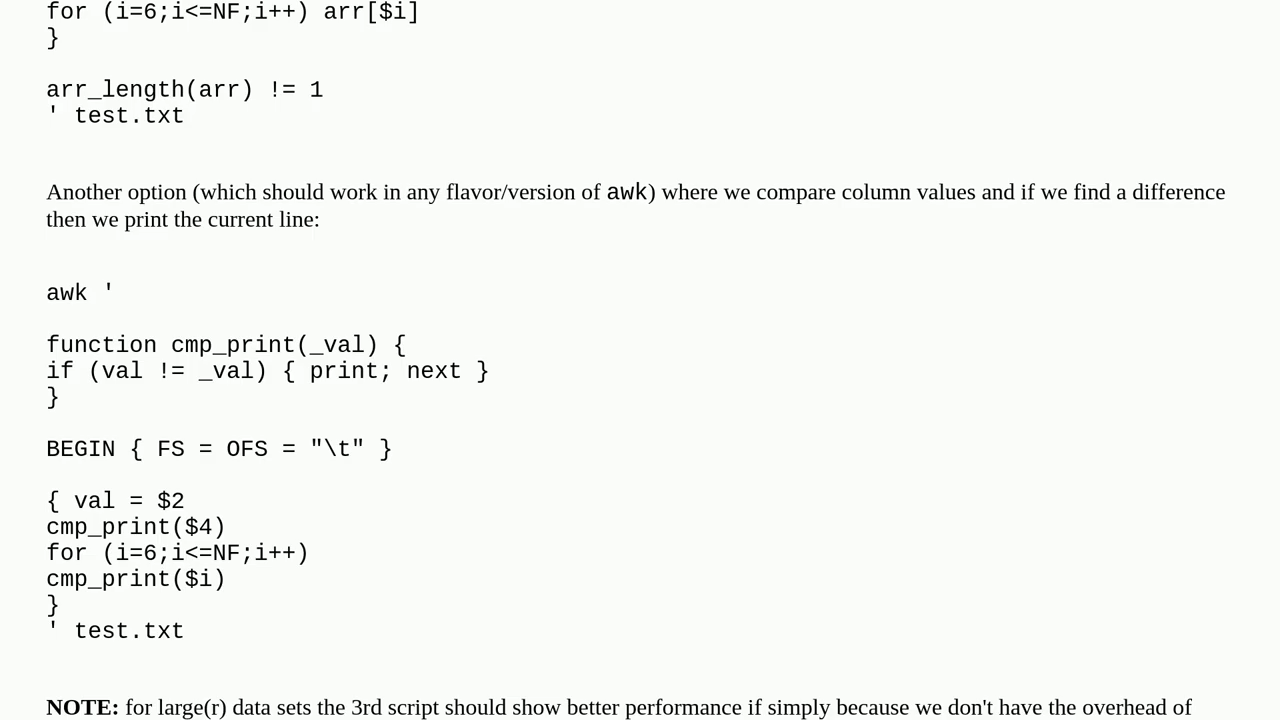 for (i=6;i<=NF;i++) arr[$i]
}
arr_length(arr) != 1
' test.txt
Another option (which should work in any flavor/version of awk) where we compare column values and if we find a difference
then we print the current line:
awk '
function cmp_print(_val) {
if (val != _val) { print; next }
}
BEGIN { FS = OFS = "\t" }
{ val = $2
cmp_print($4)
for (i=6;i<=NF;i++)
cmp_print($i)
}
' test.txt
NOTE: for large(r) data sets the 3rd script should show better performance if simply because we don't have the overhead of